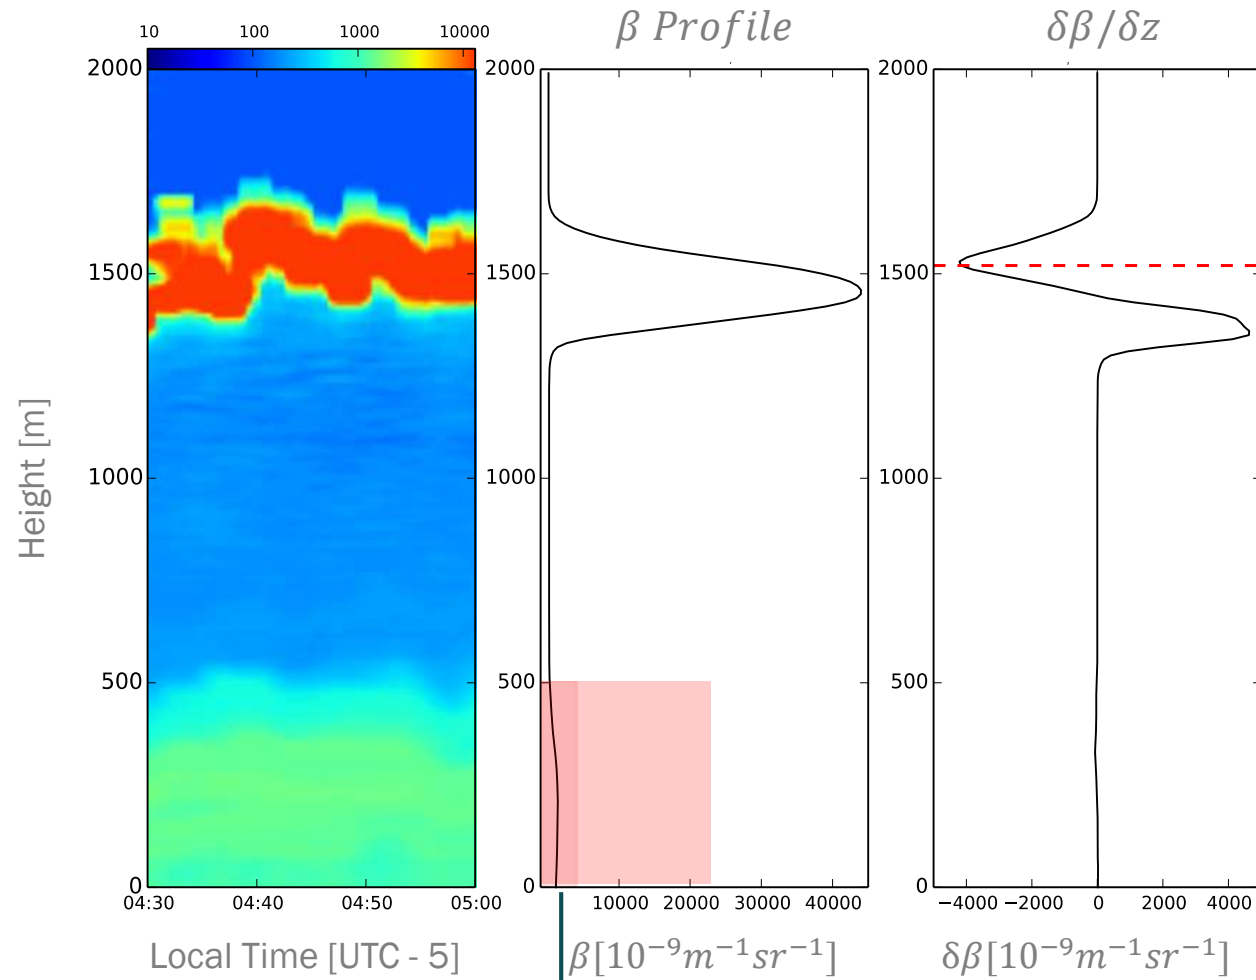 β Profile
δβ/δz
10 100 1000 10000
2000 2000 2000
1500 1500 1500
1000 1000 1000
500 500 500
0 0 0
Height [m]
04:30 04:40 04:50 05:00
10000 20000 30000 40000
−4000 −2000 0 2000 4000
Local Time [UTC - 5]
β[10⁻⁹m⁻¹sr⁻¹]
δβ[10⁻⁹m⁻¹sr⁻¹]